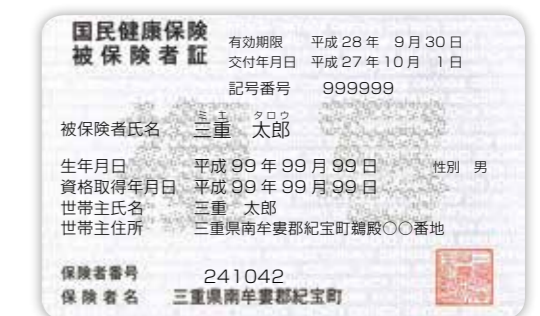 国民健康保険
被保険者証
有効期限 平成28年 9月30日
交付年月日 平成27年10月 1日
記号番号 999999
ミエ タロウ
被保険者氏名 三重 太郎
生年月日 平成99年99月99日 性別 男
資格取得年月日 平成99年99月99日
世帯主氏名 三重 太郎
世帯主住所 三重県南牟婁郡紀宝町鵜殿○○番地
保険者番号 241042
保険者名 三重県南牟婁郡紀宝町